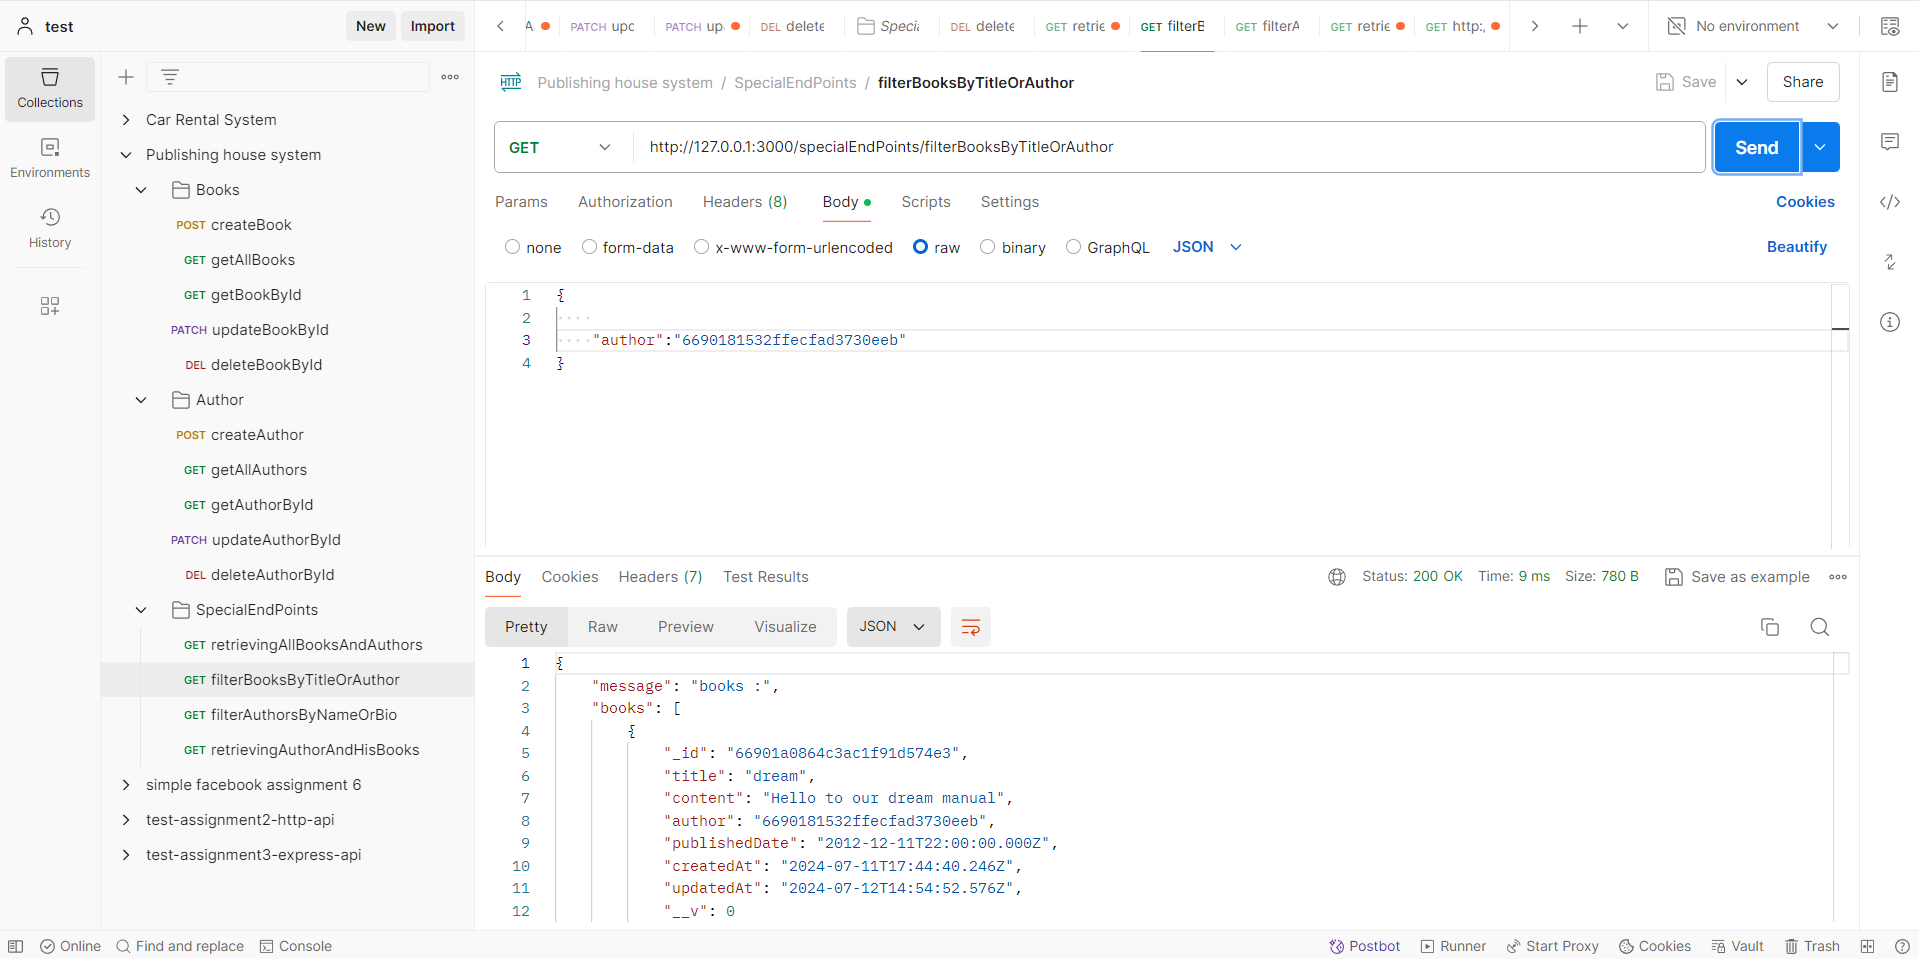 test
New
Import
A
PATCH upc
PATCH up
DEL delete
Speci
DEL delete
GET retrie
GET filterB
GET filterA
GET retrie
GET http:/
No environment
Collections
Environments
History
Car Rental System
Publishing house system
Books
POST createBook
GET getAllBooks
GET getBookById
PATCH updateBookById
DEL deleteBookById
Author
POST createAuthor
GET getAllAuthors
GET getAuthorById
PATCH updateAuthorById
DEL deleteAuthorById
SpecialEndPoints
GET retrievingAllBooksAndAuthors
GET filterBooksByTitleOrAuthor
GET filterAuthorsByNameOrBio
GET retrievingAuthorAndHisBooks
simple facebook assignment 6
test-assignment2-http-api
test-assignment3-express-api
HTTP Publishing house system / SpecialEndPoints / filterBooksByTitleOrAuthor
Save
Share
GET
http://127.0.0.1:3000/specialEndPoints/filterBooksByTitleOrAuthor
Send
Params Authorization Headers (8) Body Scripts Settings
Cookies
none form-data x-www-form-urlencoded raw binary GraphQL JSON
Beautify
1 {
2
3 "author":"6690181532ffecfad3730eeb"
4 }
Body Cookies Headers (7) Test Results
Status: 200 OK Time: 9 ms Size: 780 B
Save as example
Pretty Raw Preview Visualize JSON
1 {
2 "message": "books :",
3 "books": [
4 {
5 "_id": "66901a0864c3ac1f91d574e3",
6 "title": "dream",
7 "content": "Hello to our dream manual",
8 "author": "6690181532ffecfad3730eeb",
9 "publishedDate": "2012-12-11T22:00:00.000Z",
10 "createdAt": "2024-07-11T17:44:40.246Z",
11 "updatedAt": "2024-07-12T14:54:52.576Z",
12 "__v": 0
Online Find and replace Console
Postbot Runner Start Proxy Cookies Vault Trash